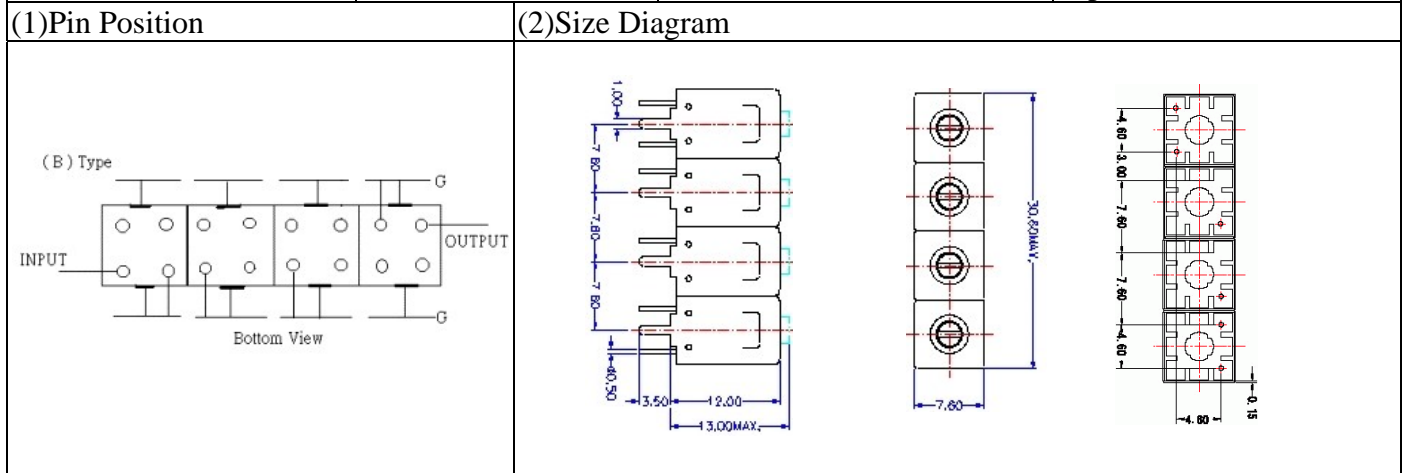 (1)Pin Position
(2)Size Diagram
(B) Type
G
INPUT
OUTPUT
G
Bottom View
1.00
7.60
7.60
7.60
Φ0.50
3.50
12.00
13.00MAX.
30.60MAX.
7.60
4.60
3.00
7.60
7.60
4.60
0.15
4.60